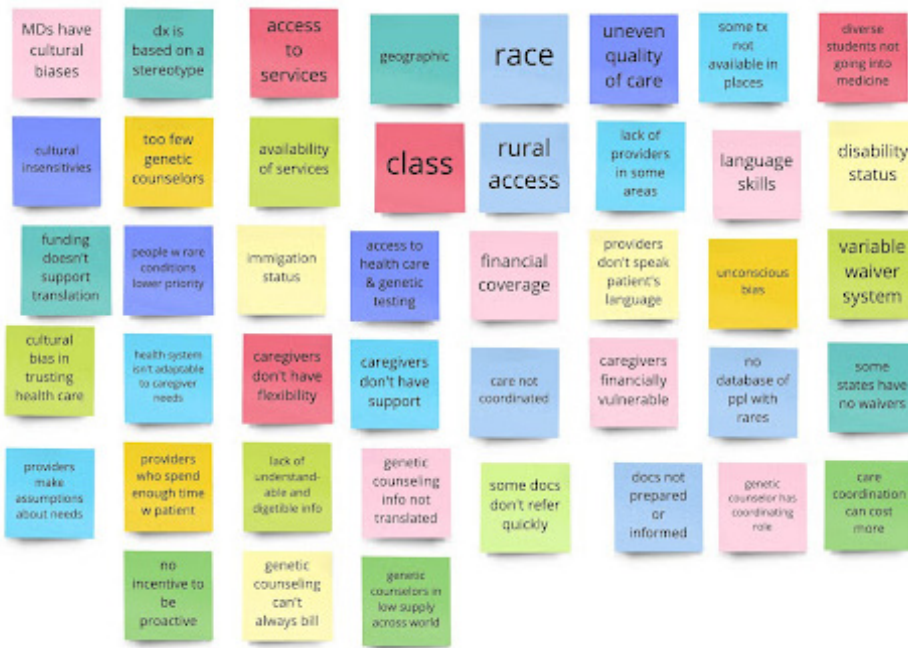 MDs have
cultural
biases
dx is
based on a
stereotype
access
to
services
geographic
race
uneven
quality
of care
some tx
not
available in
places
diverse
students not
going into
medicine
cultural
insensitivies
too few
genetic
counselors
availability
of services
class
rural
access
lack of
providers
in some
areas
language
skills
disability
status
funding
doesn't
support
translation
people w rare
conditions
lower priority
immigation
status
access to
health care
& genetic
testing
financial
coverage
providers
don't speak
patient's
language
unconscious
bias
variable
waiver
system
cultural
bias in
trusting
health care
health system
isn't adaptable
to caregiver
needs
caregivers
don't have
flexibility
caregivers
don't have
support
care not
coordinated
caregivers
financially
vulnerable
no
database of
ppl with
rares
some
states have
no waivers
providers
make
assumptions
about needs
providers
who spend
enough time
w patient
lack of
understand-
able and
digetible info
genetic
counseling
info not
translated
some docs
don't refer
quickly
docs not
prepared
or
informed
genetic
counselor has
coordinating
role
care
coordination
can cost
more
no
incentive to
be
proactive
genetic
counseling
can't
always bill
genetic
counselors in
low supply
across world